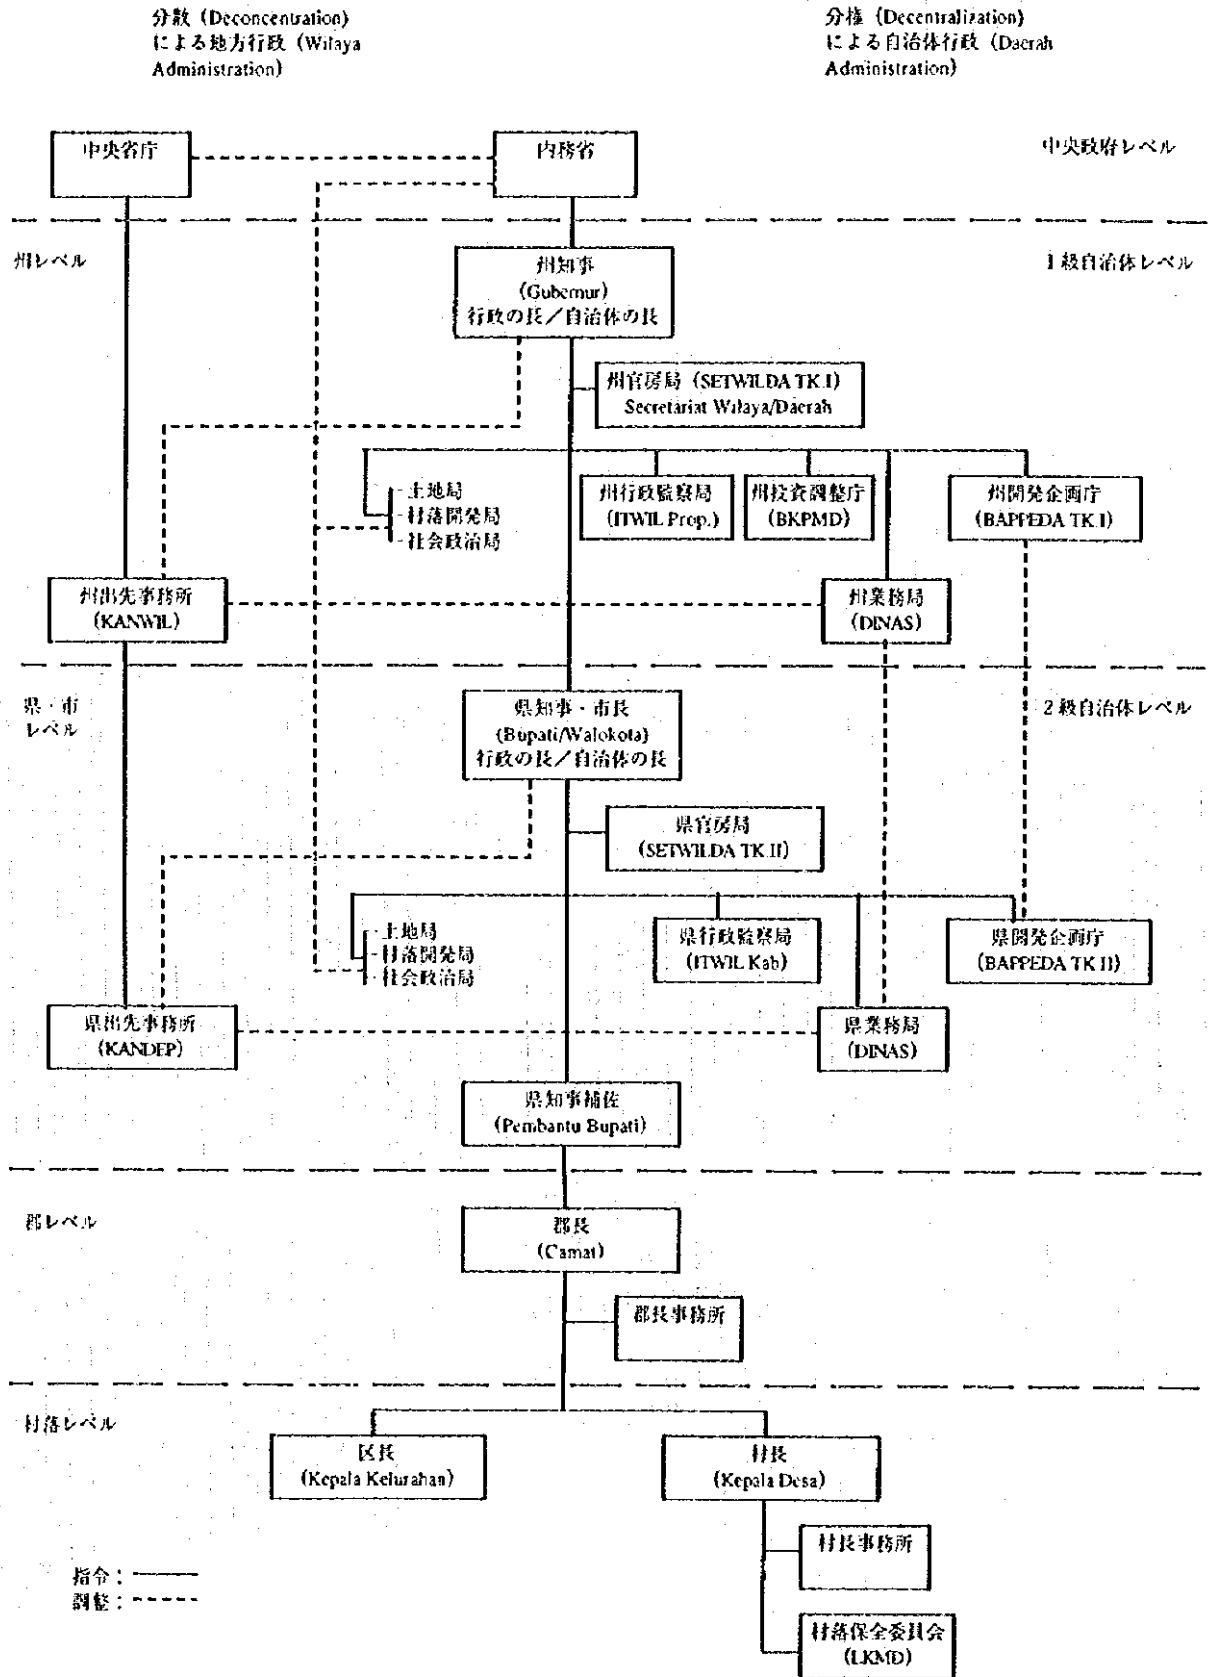 分散 (Deconcentration)
による地方行政 (Wilaya
Administration)
分権 (Decentralization)
による自治体行政 (Daerah
Administration)
中央省庁
内務省
中央政府レベル
州レベル
1級自治体レベル
州知事
(Gubernur)
行政の長/自治体の長
州官房局 (SETWILDA TK.I)
Secretariat Wilaya/Daerah
土地局
村落開発局
社会政治局
州行政監察局
(ITWIL Prop.)
州投資調整庁
(BKPMD)
州開発企画庁
(BAPPEDA TK.I)
州出先事務所
(KANWIL)
州業務局
(DINAS)
県・市
レベル
2級自治体レベル
県知事・市長
(Bupati/Walokota)
行政の長/自治体の長
県官房局
(SETWILDA TK.II)
土地局
村落開発局
社会政治局
県行政監察局
(ITWIL Kab)
県開発企画庁
(BAPPEDA TK II)
県出先事務所
(KANDEP)
県業務局
(DINAS)
県知事補佐
(Pembantu Bupati)
郡レベル
郡長
(Camat)
郡長事務所
村落レベル
区長
(Kepala Kelurahan)
村長
(Kepala Desa)
村長事務所
指令:
調整:
村落保全委員会
(LKMD)